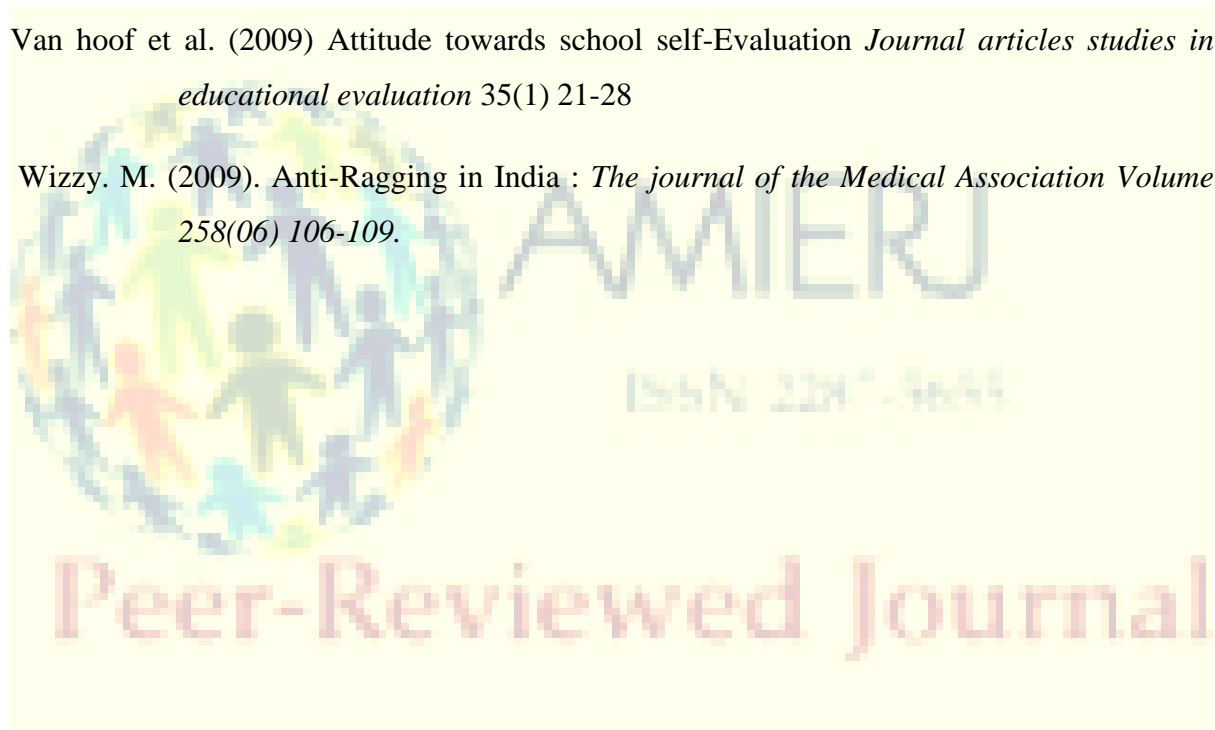 Van hoof et al. (2009) Attitude towards school self-Evaluation Journal articles studies in
educational evaluation 35(1) 21-28
Wizzy. M. (2009). Anti-Ragging in India : The journal of the Medical Association Volume
258(06) 106-109.
AMIERJ
ISSN
Peer-Reviewed Journal